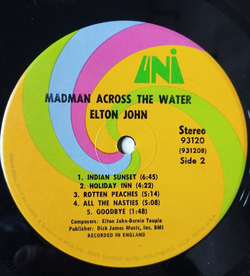 UNI
MADMAN ACROSS THE WATER
ELTON JOHN
Stereo
93120
(931208)
Side 2
1. INDIAN SUNSET (6:45)
2. HOLIDAY INN (4:22)
3. ROTTEN PEACHES (5:14)
4. ALL THE NASTIES (5:08)
5. GOODBYE (1:48)
Composers: Elton John-Bernie Taupin
Publisher: Dick James Music, Inc. BMI
RECORDED IN ENGLAND